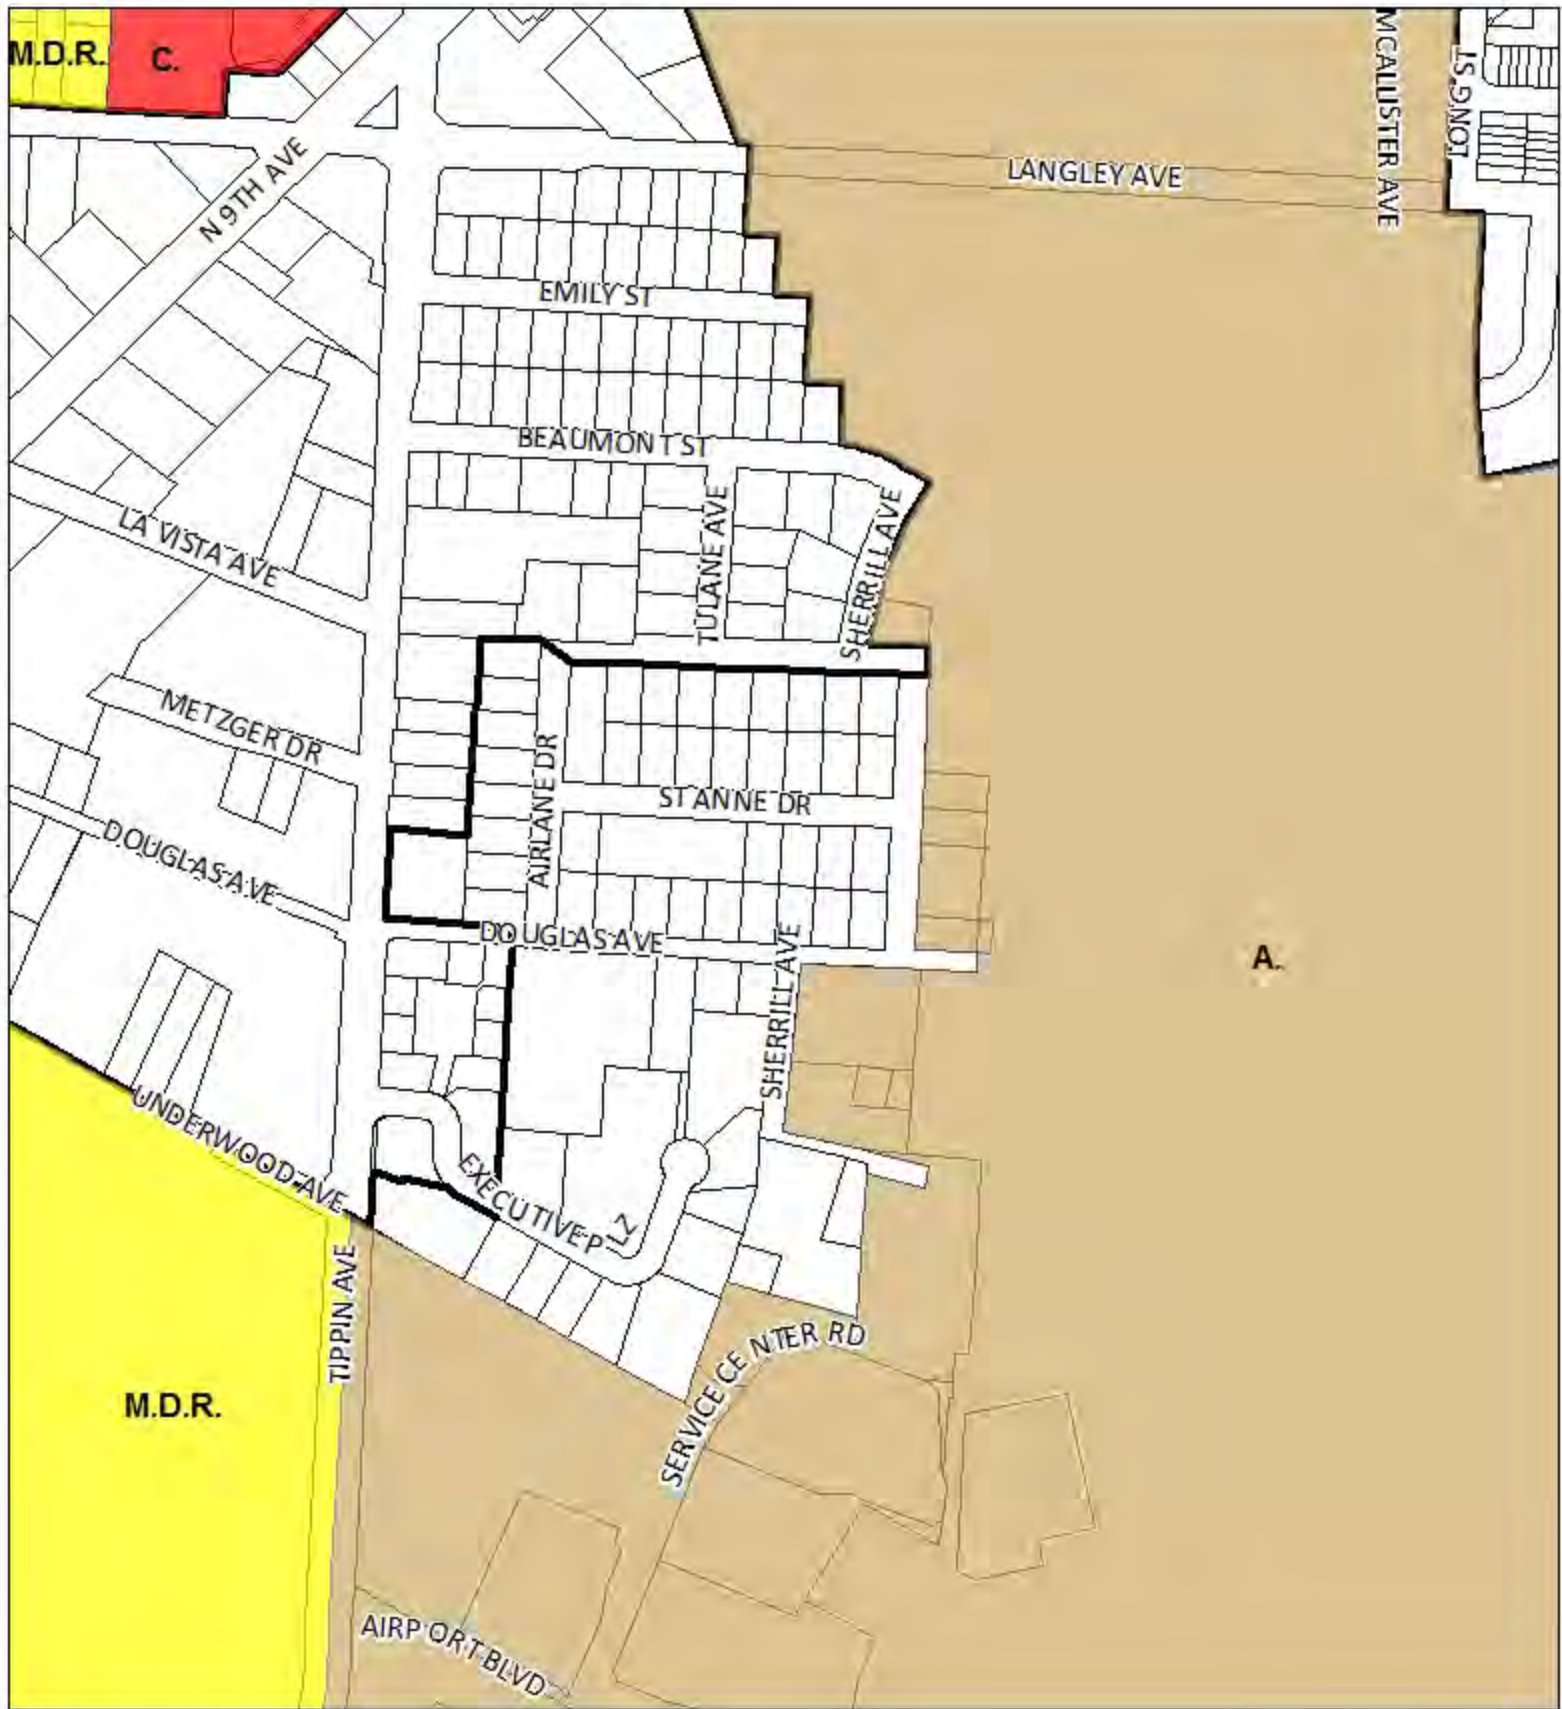 M.D.R.
C.
MCALLISTER AVE
LONG ST
N 9TH AVE
LANGLEY AVE
EMILY ST
BEAUMONT ST
LA VISTA AVE
TULANE AVE
SHERRILL AVE
METZGER DR
AIRLANE DR
ST ANNE DR
DOUGLAS AVE
DOUGLAS AVE
SHERRILL AVE
A.
UNDERWOOD AVE
EXECUTIVE PLZ
TIPPIN AVE
SERVICE CENTER RD
M.D.R.
AIRPORT BLVD